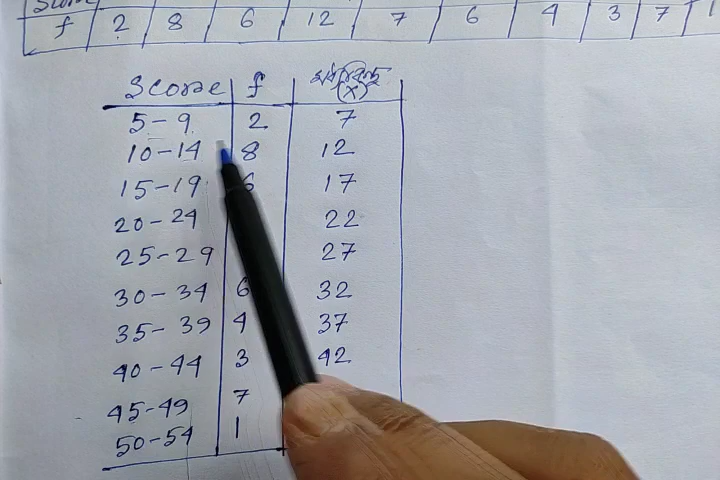 Score
f 2 8 6 12 7 6 4 3 7 1
Score f
(x)
5-9 2 7
10-14 8 12
15-19 6 17
20-24 22
25-29 27
30-34 6 32
35-39 4 37
40-44 3 42
45-49 7
50-54 1